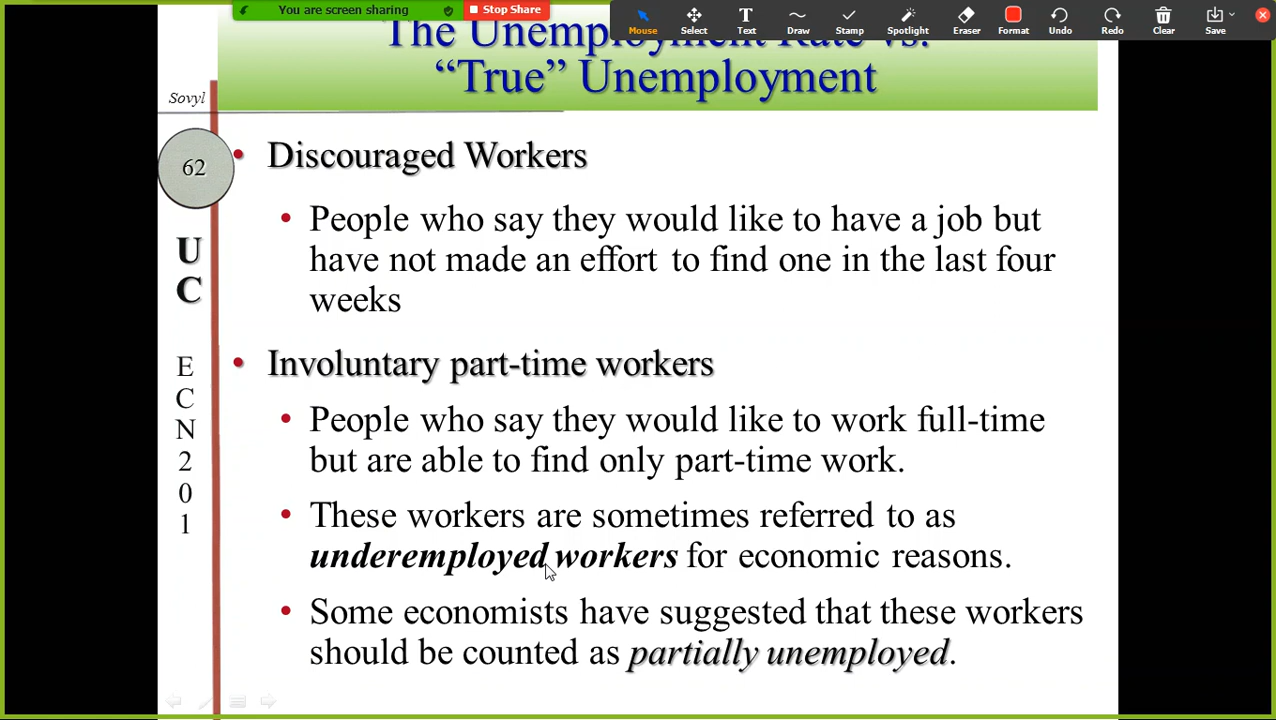 You are screen sharing
Stop Share
Mouse
Select
Text
Draw
Stamp
Spotlight
Eraser
Format
Undo
Redo
Clear
Save
The Unemployment Rate vs.
“True” Unemployment
Sovyl
62
U
C
E
C
N
2
0
1
• Discouraged Workers
• People who say they would like to have a job but
have not made an effort to find one in the last four
weeks
• Involuntary part-time workers
• People who say they would like to work full-time
but are able to find only part-time work.
• These workers are sometimes referred to as
underemployed workers for economic reasons.
• Some economists have suggested that these workers
should be counted as partially unemployed.